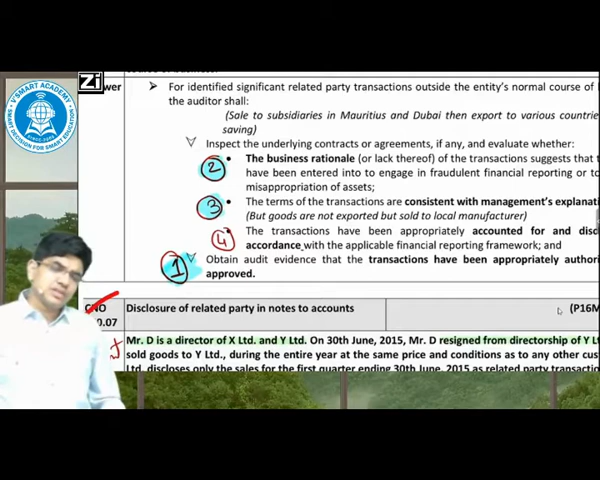 V'SMART ACADEMY
SINCE 2001
SMART DECISION FOR SMART EDUCATION
Zi
wer
For identified significant related party transactions outside the entity's normal course of
the auditor shall:
(Sale to subsidiaries in Mauritius and Dubai then export to various countrie
saving)
Inspect the underlying contracts or agreements, if any, and evaluate whether:
2 • The business rationale (or lack thereof) of the transactions suggests that t
have been entered into to engage in fraudulent financial reporting or to
misappropriation of assets;
3 • The terms of the transactions are consistent with management's explanati
(But goods are not exported but sold to local manufacturer)
4 • The transactions have been appropriately accounted for and disc
accordance with the applicable financial reporting framework; and
1 Obtain audit evidence that the transactions have been appropriately authori
approved.
QNO Disclosure of related party in notes to accounts (P16M
0.07
Mr. D is a director of X Ltd. and Y Ltd. On 30th June, 2015, Mr. D resigned from directorship of Y L
sold goods to Y Ltd., during the entire year at the same price and conditions as to any other cus
Ltd. discloses only the sales for the first quarter ending 30th June, 2015 as related party transactio